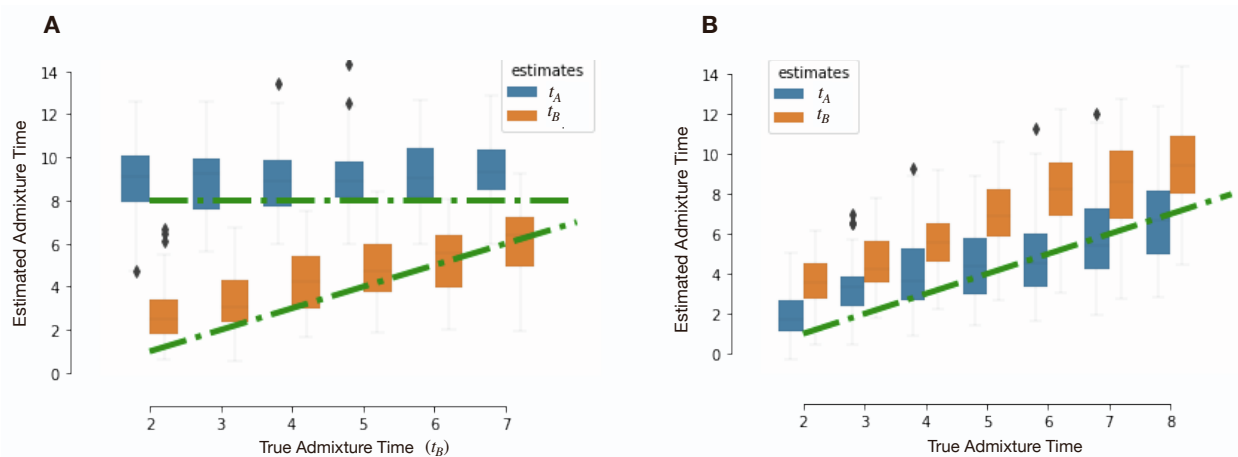 A
Estimated Admixture Time
14
12
10
8
6
4
2
0
estimates
t_A
t_B
2 3 4 5 6 7
True Admixture Time (t_B)
B
Estimated Admixture Time
14
12
10
8
6
4
2
0
estimates
t_A
t_B
2 3 4 5 6 7 8
True Admixture Time